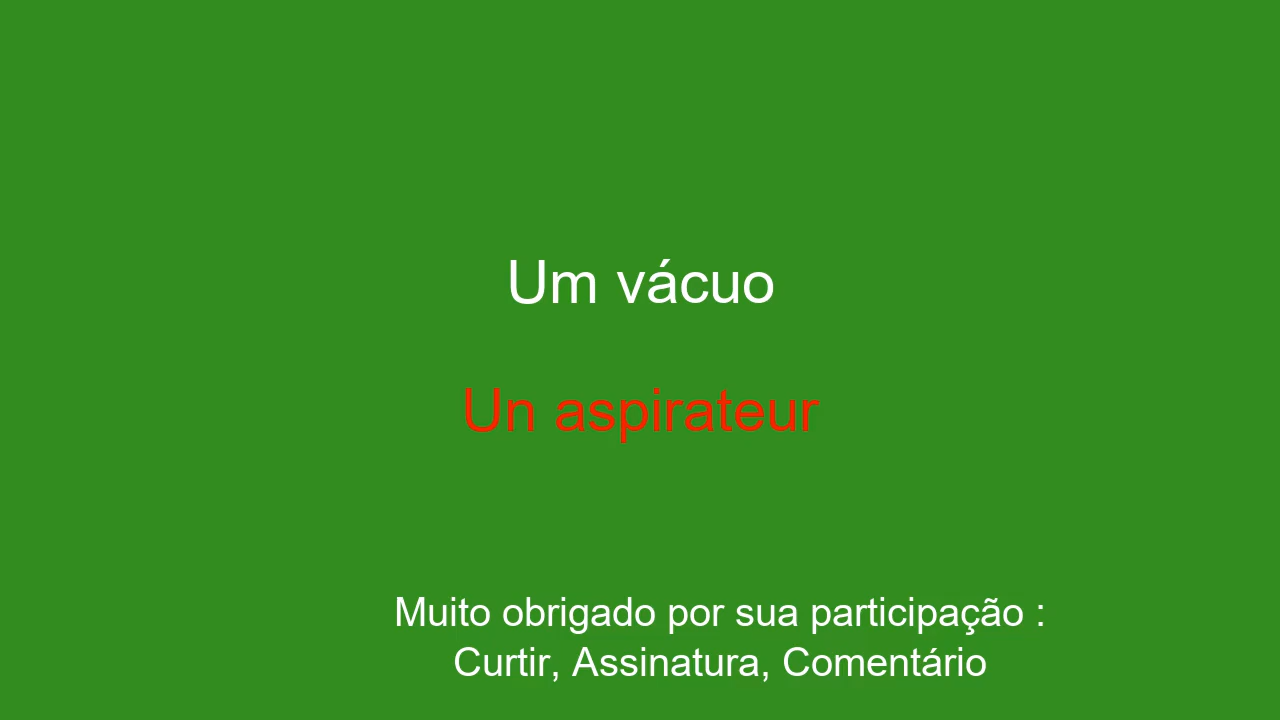 Um vácuo
Un aspirateur
Muito obrigado por sua participação :
Curtir, Assinatura, Comentário